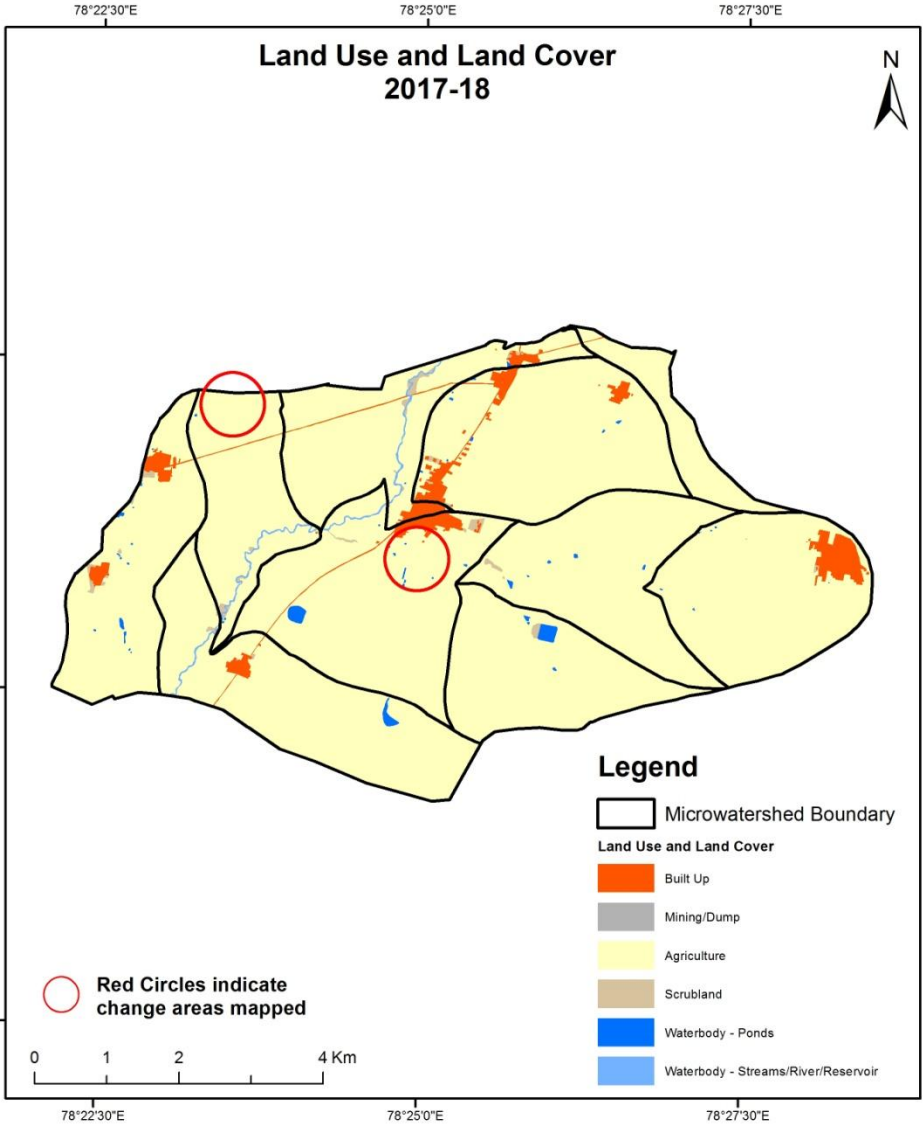 78°22'30"E 78°25'0"E 78°27'30"E
Land Use and Land Cover
2017-18
N
Legend
Microwatershed Boundary
Land Use and Land Cover
Built Up
Mining/Dump
Agriculture
Scrubland
Waterbody - Ponds
Waterbody - Streams/River/Reservoir
Red Circles indicate
change areas mapped
0 1 2 4 Km
78°22'30"E 78°25'0"E 78°27'30"E